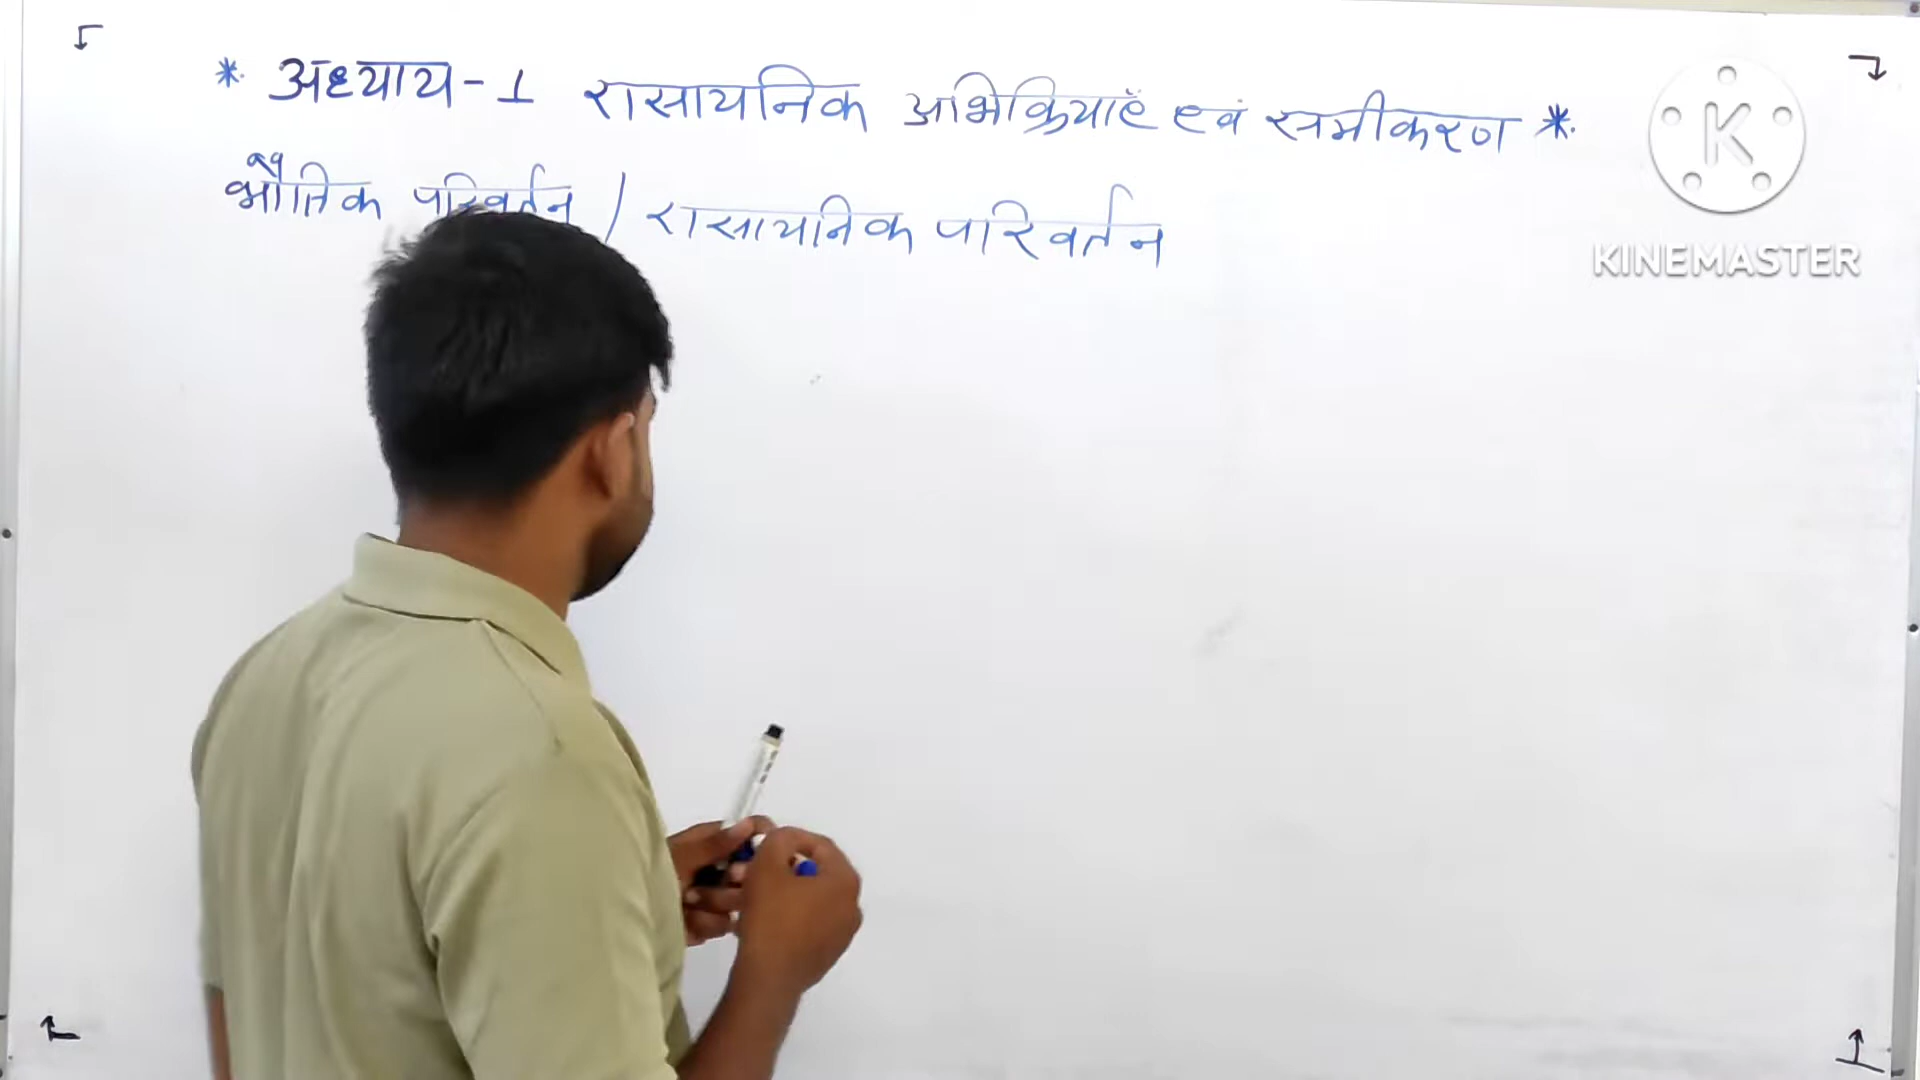 * अध्याय - 1 रासायनिक अभिक्रियाएँ एवं समीकरण *
भौतिक परिवर्तन / रासायनिक परिवर्तन
K
KINEMASTER